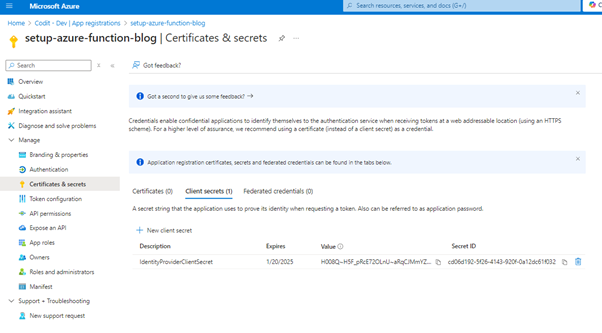 Microsoft Azure
Search resources, services, and docs (G+/)
Home > Codit - Dev | App registrations > setup-azure-function-blog
setup-azure-function-blog | Certificates & secrets
Search
Got feedback?
Overview
Quickstart
Integration assistant
Diagnose and solve problems
Manage
Branding & properties
Authentication
Certificates & secrets
Token configuration
API permissions
Expose an API
App roles
Owners
Roles and administrators
Manifest
Support + Troubleshooting
New support request
Got a second to give us some feedback? →
Credentials enable confidential applications to identify themselves to the authentication service when receiving tokens at a web addressable location (using an HTTPS
scheme). For a higher level of assurance, we recommend using a certificate (instead of a client secret) as a credential.
Application registration certificates, secrets and federated credentials can be found in the tabs below.
Certificates (0) Client secrets (1) Federated credentials (0)
A secret string that the application uses to prove its identity when requesting a token. Also can be referred to as application password.
New client secret
Description Expires Value Secret ID
IdentityProviderClientSecret 1/20/2025 cd06d192-5f26-4143-920f-0a12dc61f032